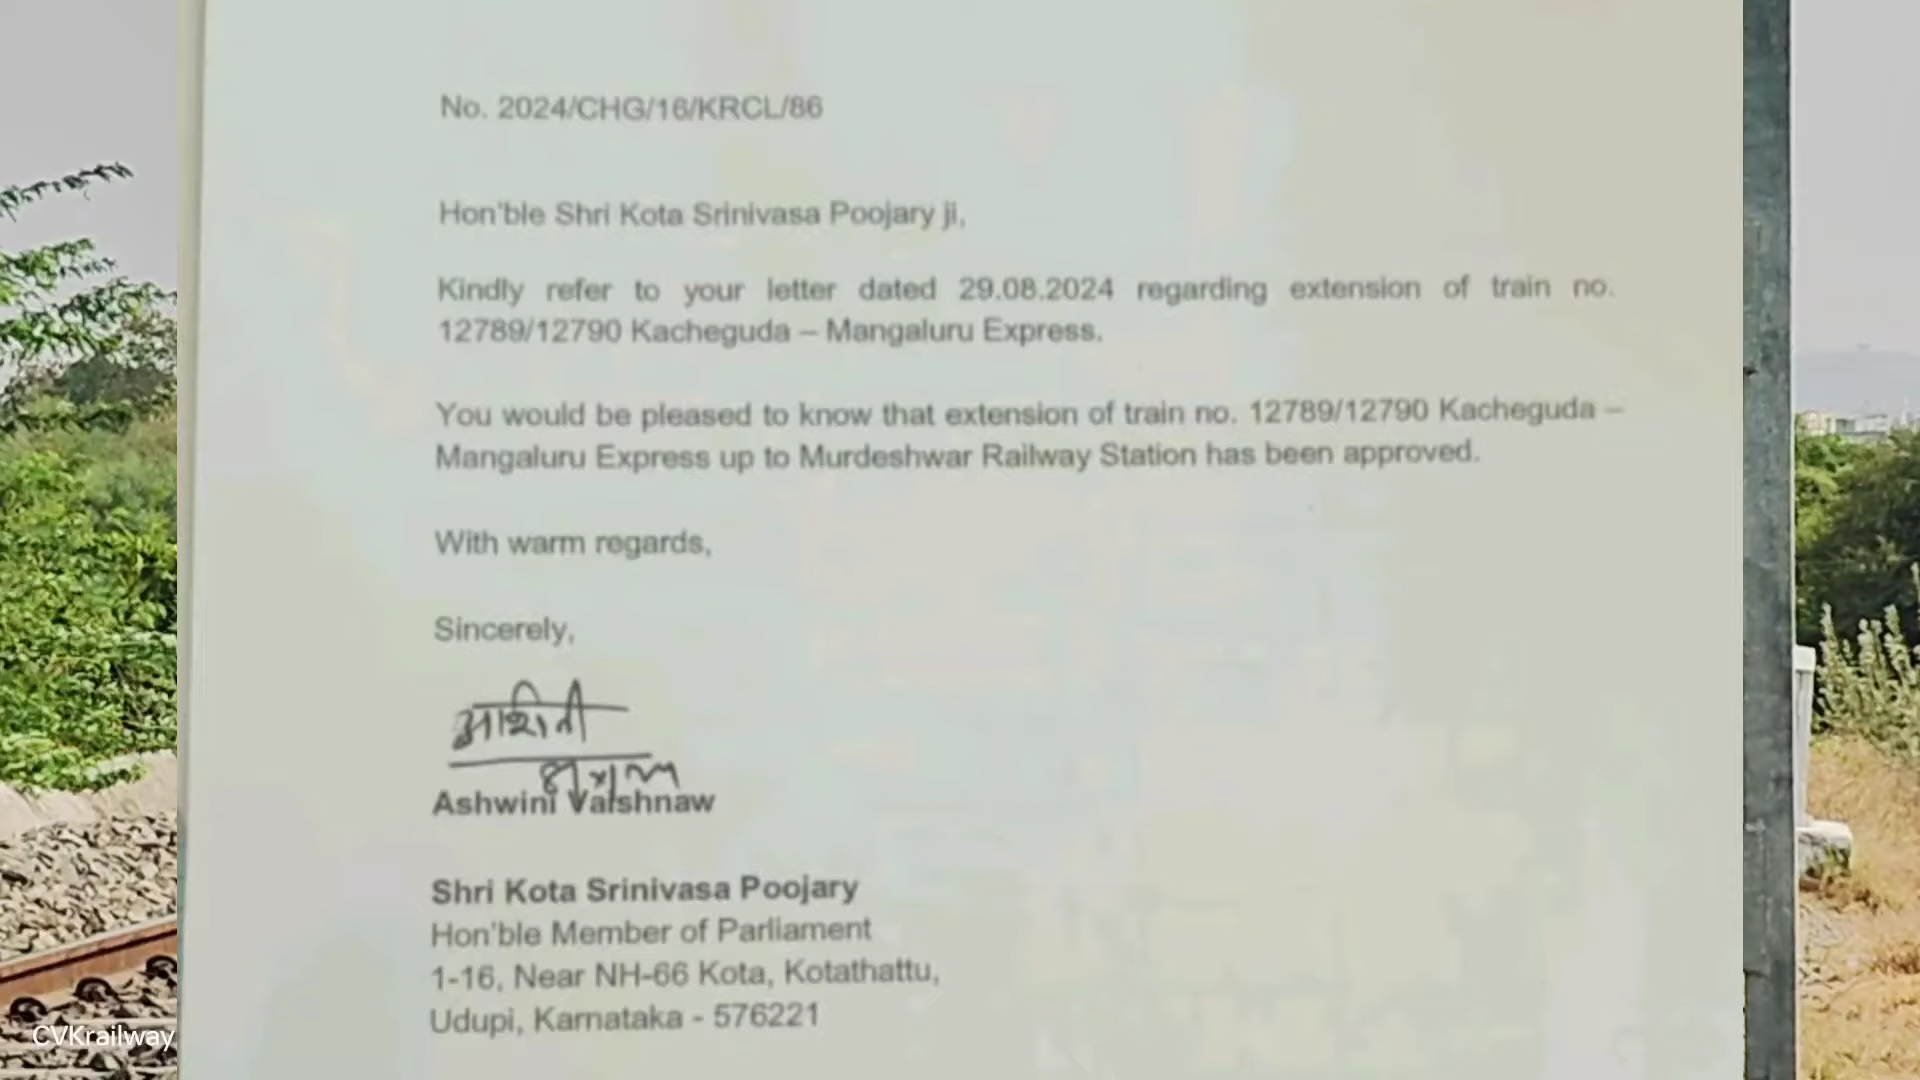 No. 2024/CHG/16/KRCL/86
Hon'ble Shri Kota Srinivasa Poojary ji,
Kindly refer to your letter dated 29.08.2024 regarding extension of train no.
12789/12790 Kacheguda – Mangaluru Express.
You would be pleased to know that extension of train no. 12789/12790 Kacheguda –
Mangaluru Express up to Murdeshwar Railway Station has been approved.
With warm regards,
Sincerely,
Ashwini Vaishnaw
Shri Kota Srinivasa Poojary
Hon'ble Member of Parliament
1-16, Near NH-66 Kota, Kotathattu,
Udupi, Karnataka - 576221
CVKrailway